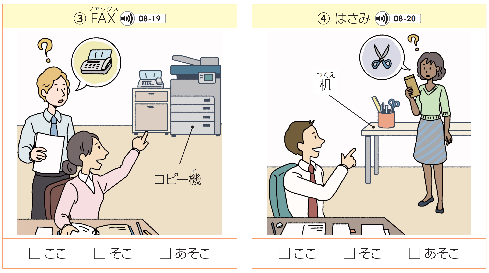 ファックス
③ FAX 08-19
コピー機
□ ここ □ そこ □ あそこ
④ はさみ 08-20
つくえ
机
□ ここ □ そこ □ あそこ